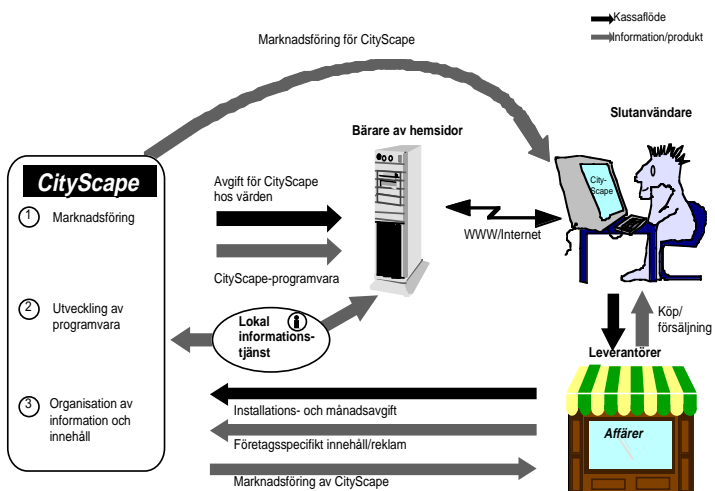 Kassaflöde
Information/produkt
Marknadsföring för CityScape
Slutanvändare
Bärare av hemsidor
City-
Scape
CityScape
1 Marknadsföring
2 Utveckling av
programvara
3 Organisation av
information och
innehåll
Avgift för CityScape
hos värden
CityScape-programvara
WWW/Internet
Lokal
informations-
tjänst
Köp/
försäljning
Leverantörer
Affärer
Installations- och månadsavgift
Företagsspecifikt innehåll/reklam
Marknadsföring av CityScape